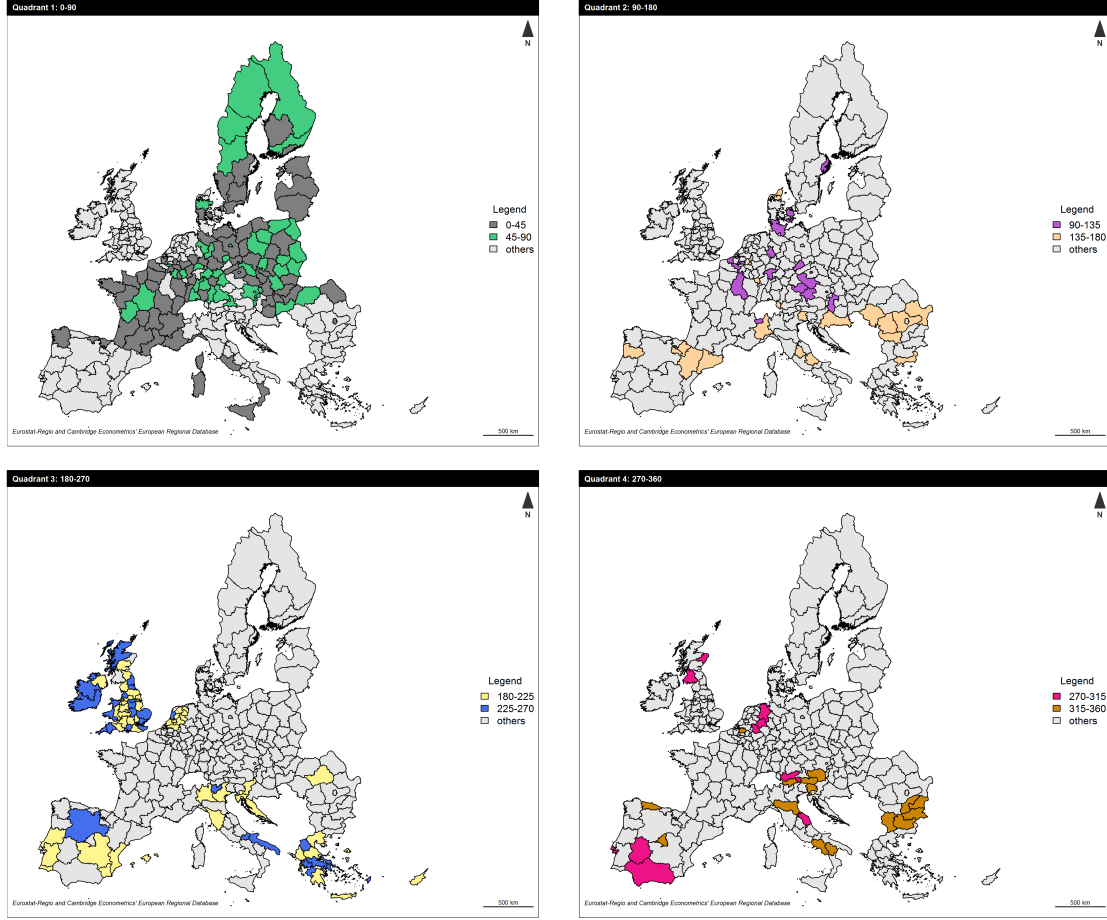 Quadrant 1: 0-90
N
Legend
0-45
45-90
others
Eurostat-Regio and Cambridge Econometrics' European Regional Database
500 km
Quadrant 2: 90-180
N
Legend
90-135
135-180
others
Eurostat-Regio and Cambridge Econometrics' European Regional Database
500 km
Quadrant 3: 180-270
N
Legend
180-225
225-270
others
Eurostat-Regio and Cambridge Econometrics' European Regional Database
500 km
Quadrant 4: 270-360
N
Legend
270-315
315-360
others
Eurostat-Regio and Cambridge Econometrics' European Regional Database
500 km